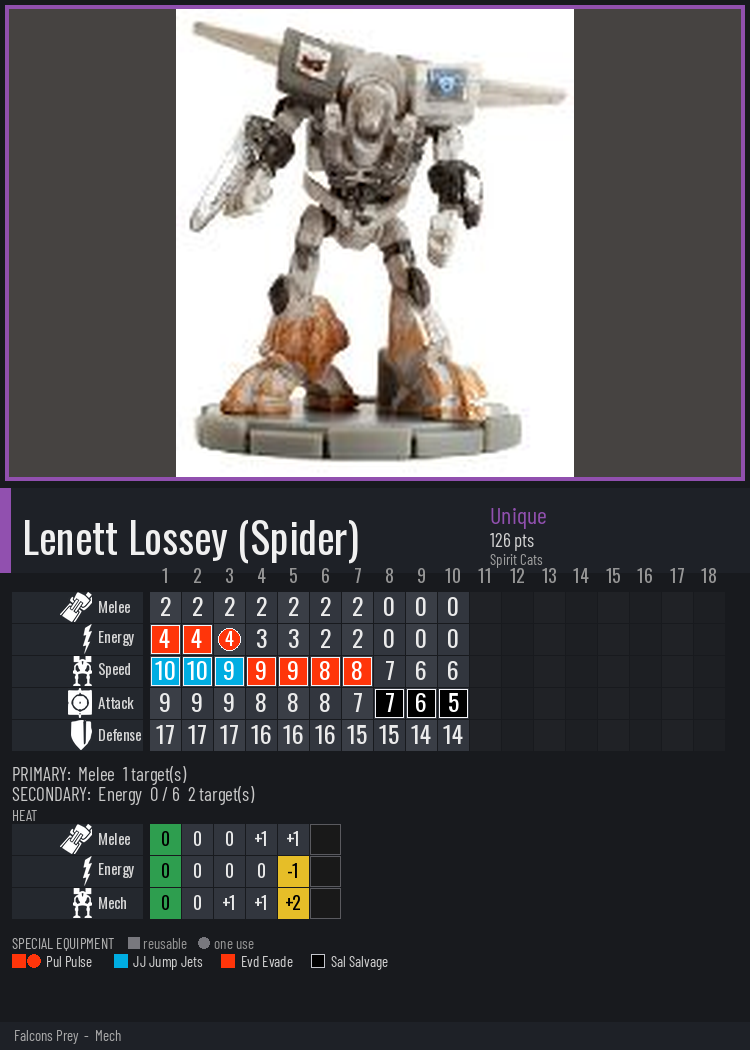 Lenett Lossey (Spider)
Unique
126 pts
Spirit Cats
1 2 3 4 5 6 7 8 9 10 11 12 13 14 15 16 17 18
Melee 2 2 2 2 2 2 2 0 0 0
Energy 4 4 4 3 3 2 2 0 0 0
Speed 10 10 9 9 9 8 8 7 6 6
Attack 9 9 9 8 8 8 7 7 6 5
Defense 17 17 17 16 16 16 15 15 14 14
PRIMARY: Melee 1 target(s)
SECONDARY: Energy 0 / 6 2 target(s)
HEAT
Melee 0 0 0 +1 +1
Energy 0 0 0 0 -1
Mech 0 0 +1 +1 +2
SPECIAL EQUIPMENT reusable one use
Pul Pulse JJ Jump Jets Evd Evade Sal Salvage
Falcons Prey - Mech